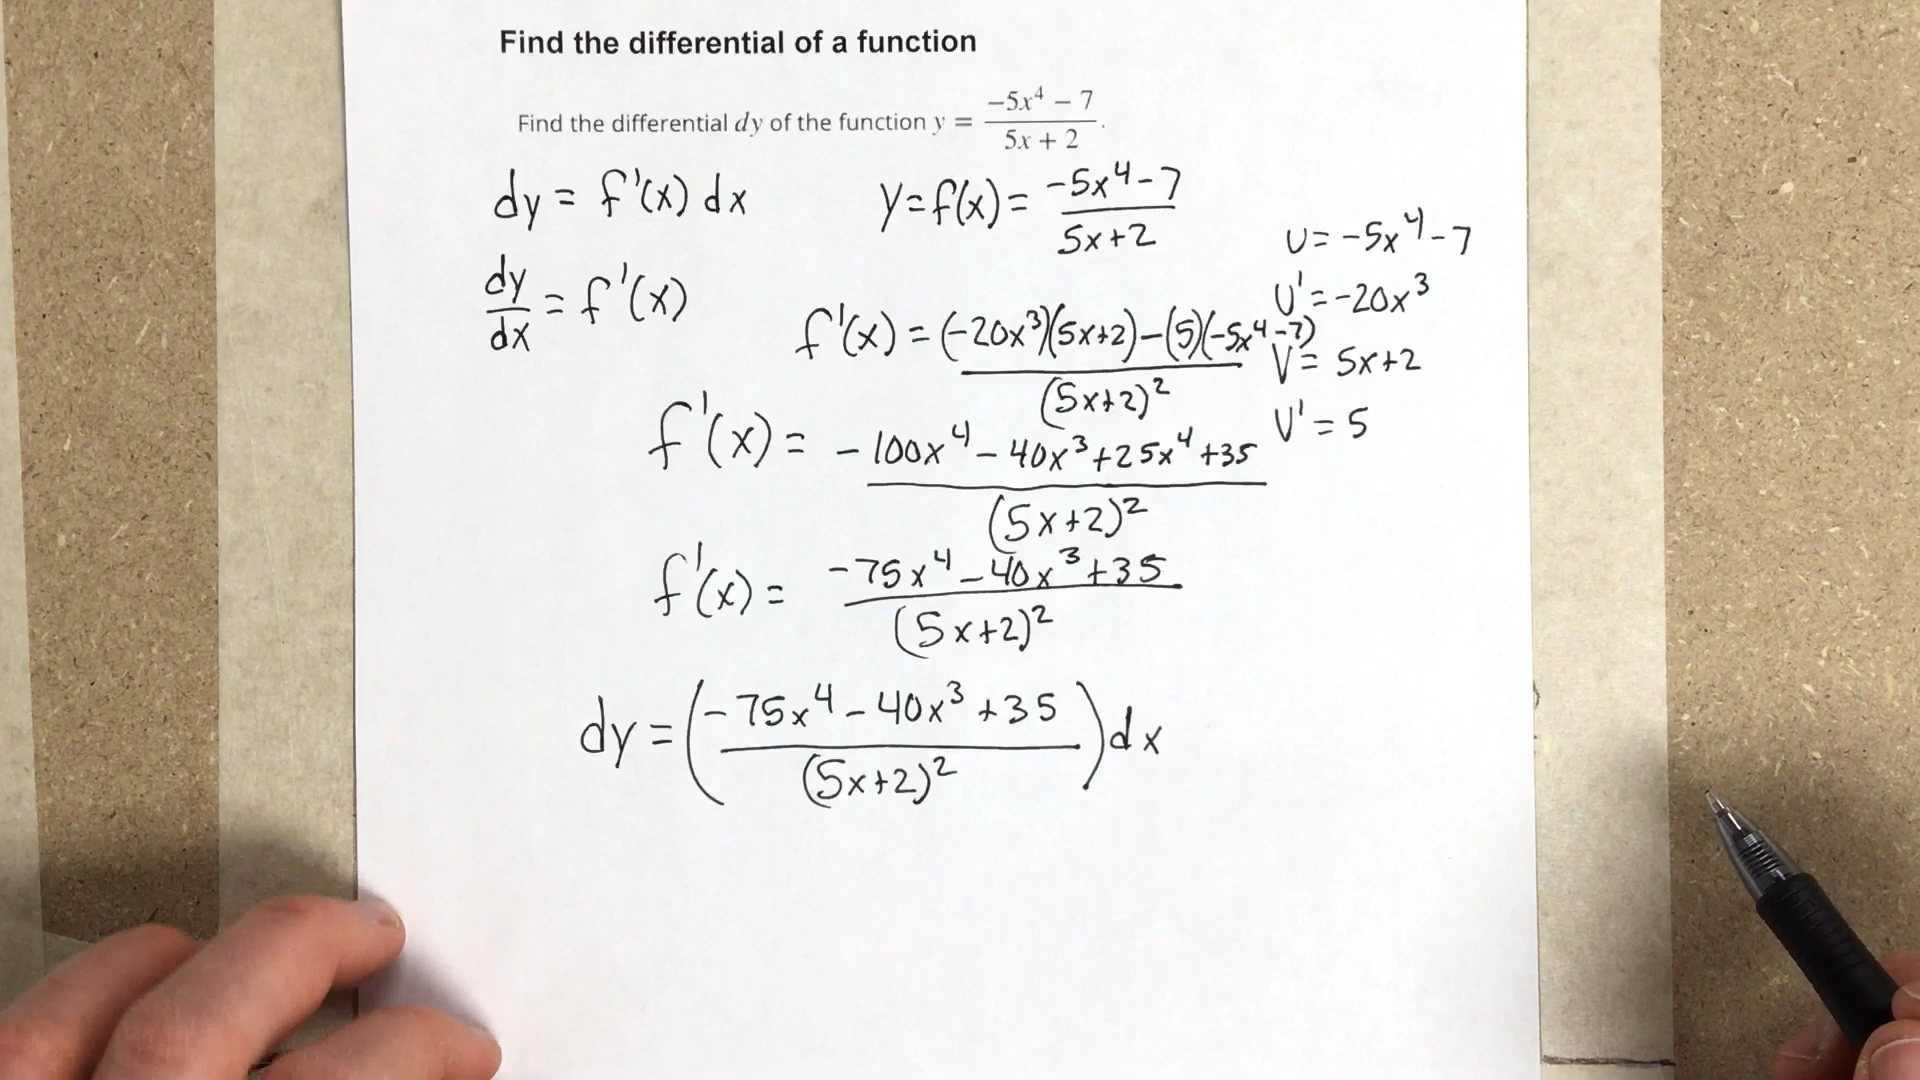 Find the differential of a function
Find the differential dy of the function y = (-5x⁴ - 7)/(5x + 2).
dy = f'(x) dx
y = f(x) = (-5x⁴-7)/(5x+2)
dy/dx = f'(x)
U = -5x⁴-7
U' = -20x³
V = 5x+2
V' = 5
f'(x) = ((-20x³)(5x+2)-(5)(-5x⁴-7))/(5x+2)²
f'(x) = (-100x⁴-40x³+25x⁴+35)/(5x+2)²
f'(x) = (-75x⁴-40x³+35)/(5x+2)²
dy = ((-75x⁴-40x³+35)/(5x+2)²)dx